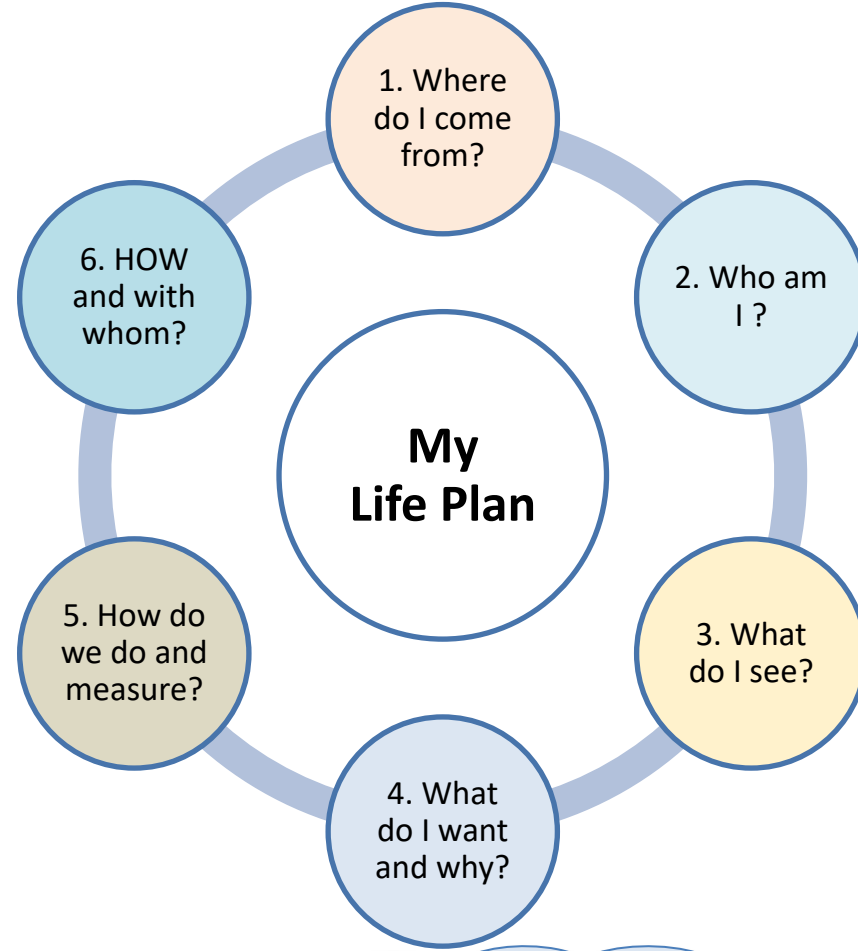 1. Where
do I come
from?
2. Who am
I ?
3. What
do I see?
4. What
do I want
and why?
5. How do
we do and
measure?
6. HOW
and with
whom?
My
Life Plan